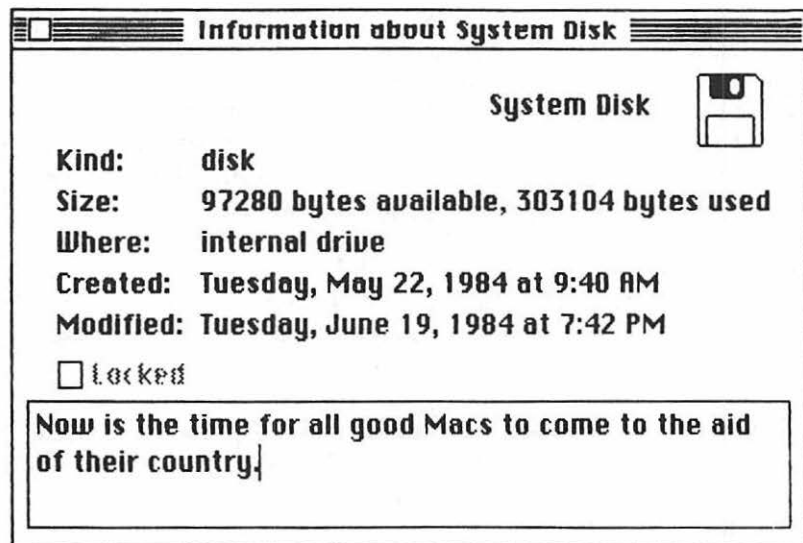 Information about System Disk
System Disk
Kind: disk
Size: 97280 bytes available, 303104 bytes used
Where: internal drive
Created: Tuesday, May 22, 1984 at 9:40 AM
Modified: Tuesday, June 19, 1984 at 7:42 PM
Locked
Now is the time for all good Macs to come to the aid
of their country.